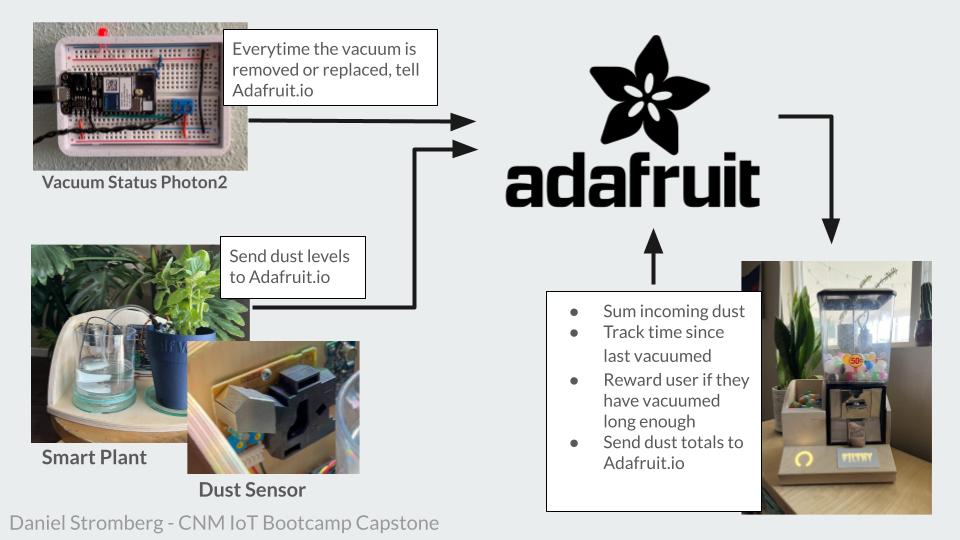 Everytime the vacuum is
removed or replaced, tell
Adafruit.io
Vacuum Status Photon2
adafruit
Send dust levels
to Adafruit.io
Smart Plant
Dust Sensor
● Sum incoming dust
● Track time since
last vacuumed
● Reward user if they
have vacuumed
long enough
● Send dust totals to
Adafruit.io
50¢
FILTHY
Daniel Stromberg - CNM IoT Bootcamp Capstone